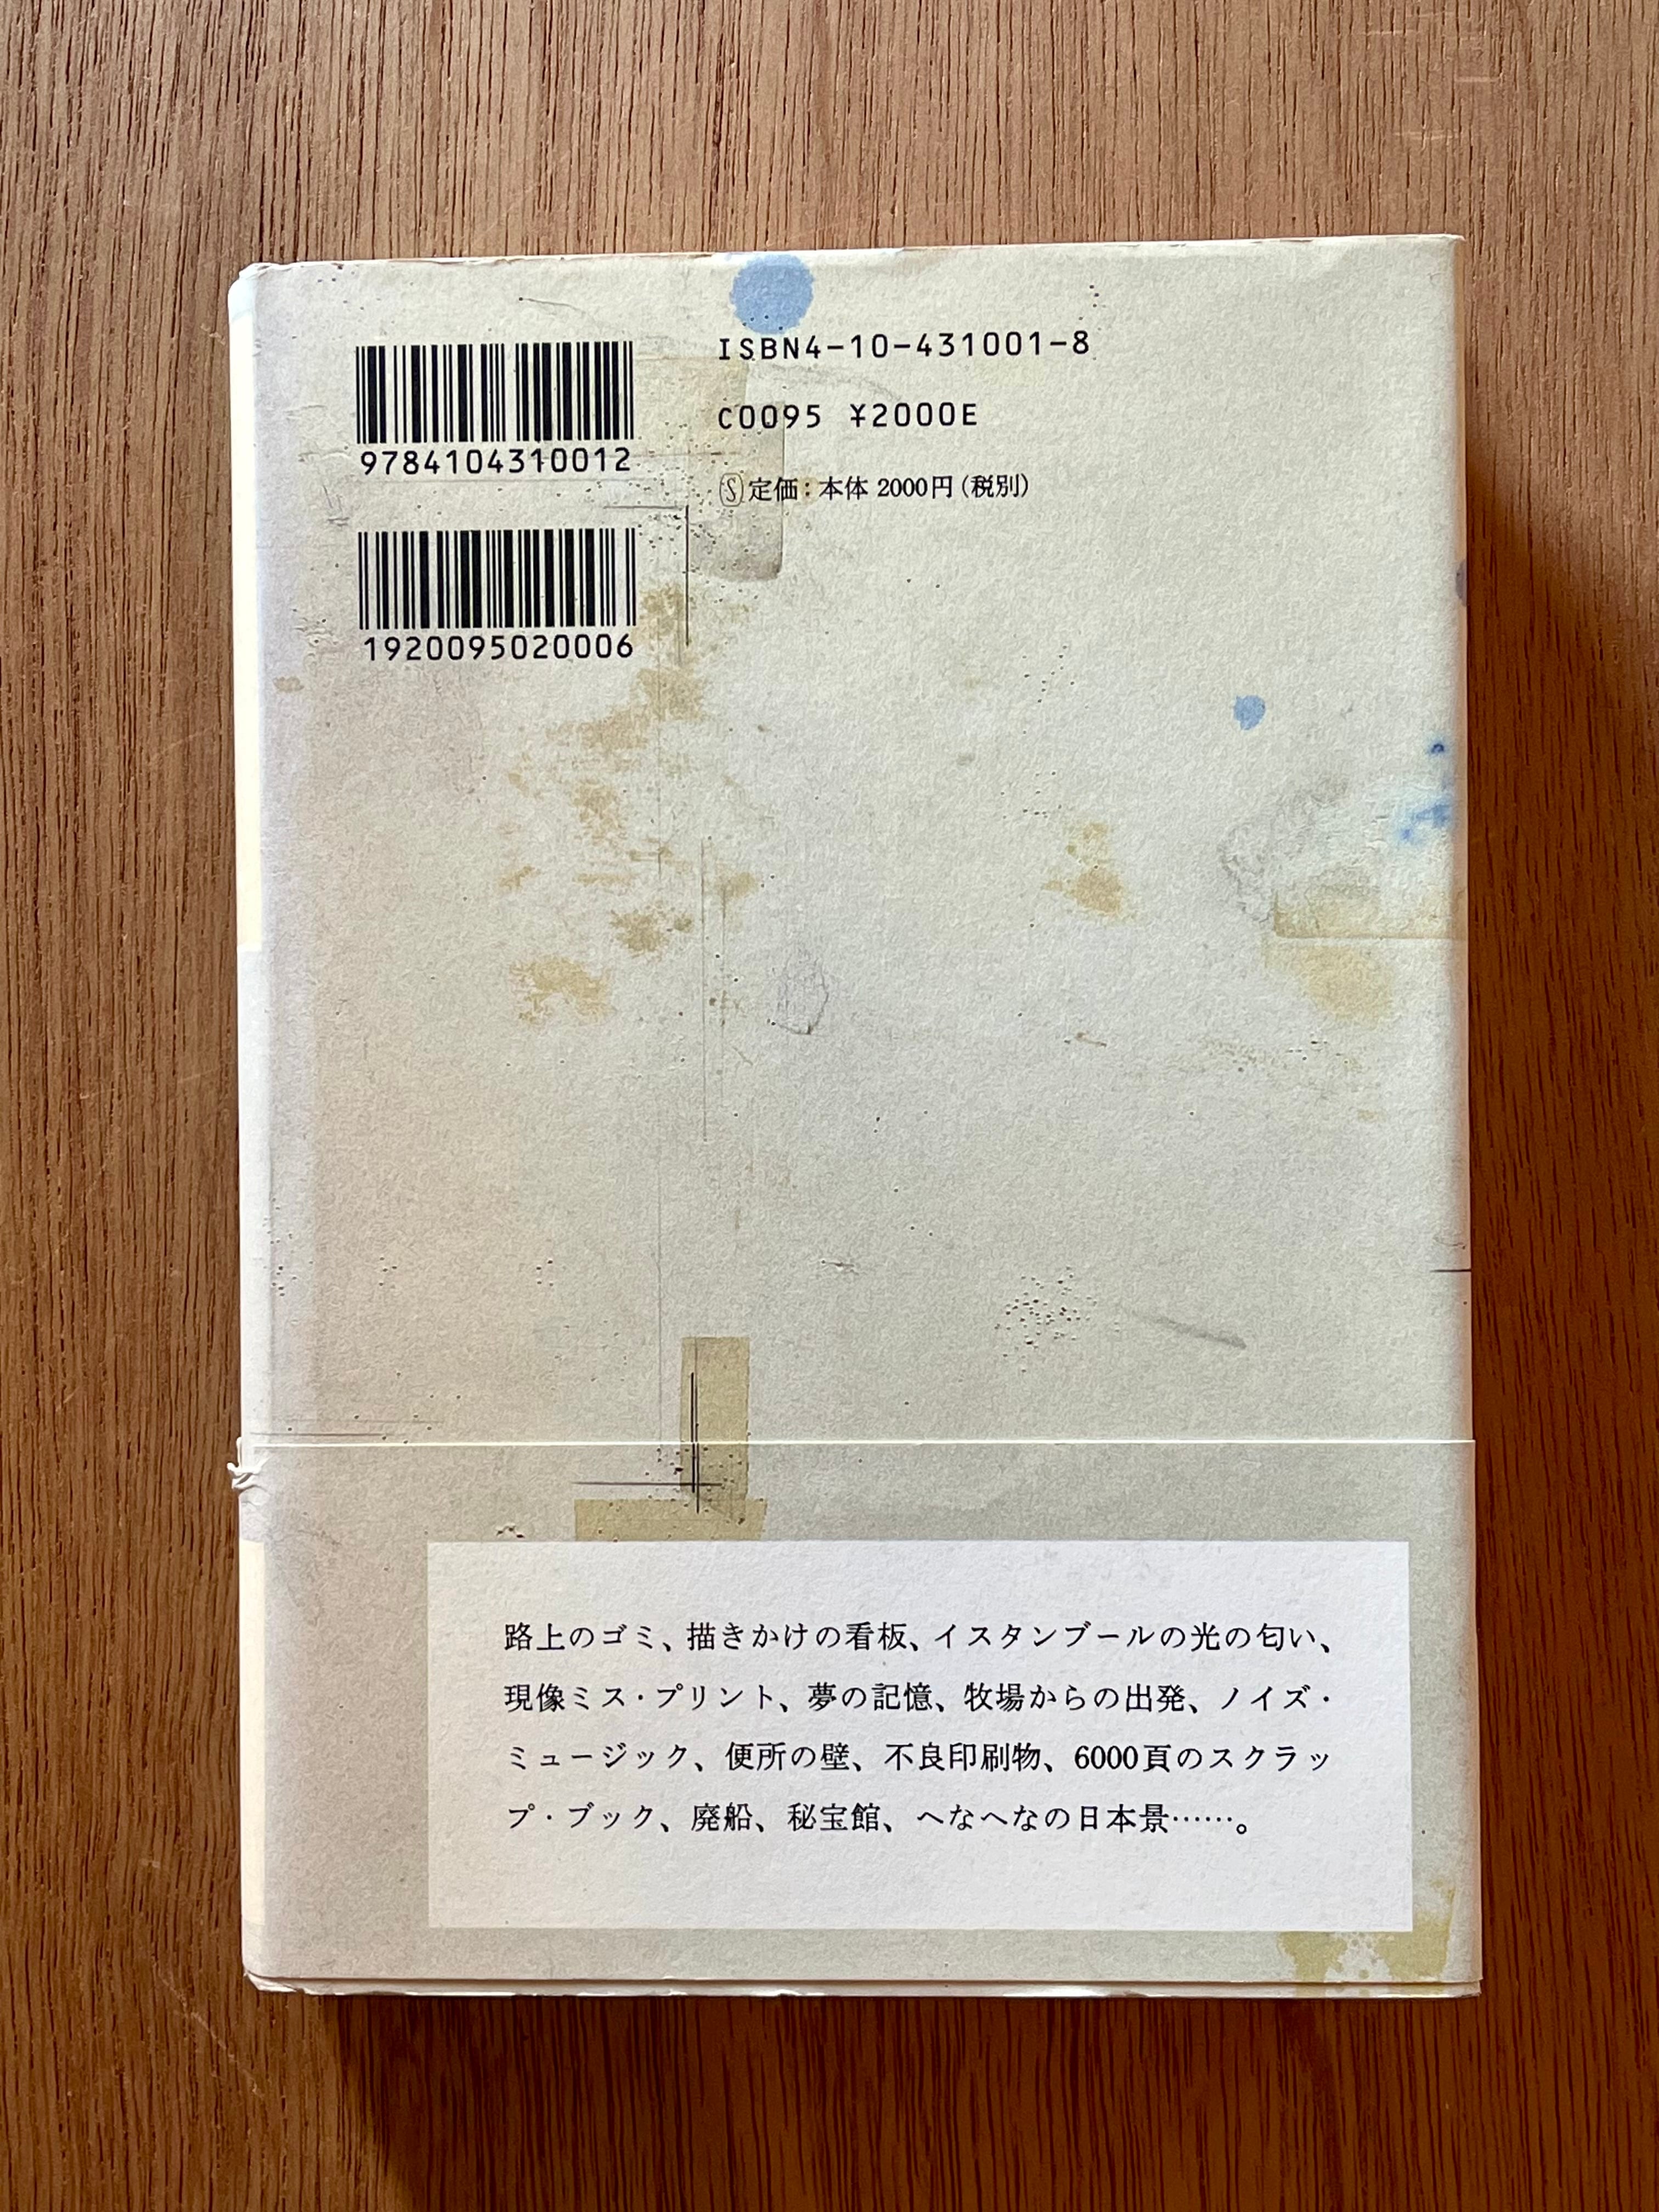 ISBN4-10-431001-8
C0095 ¥2000E
Ⓢ定価：本体 2000円（税別）
9784104310012
1920095020006
路上のゴミ、描きかけの看板、イスタンブールの光の匂い、
現像ミス・プリント、夢の記憶、牧場からの出発、ノイズ・
ミュージック、便所の壁、不良印刷物、6000頁のスクラッ
プ・ブック、廃船、秘宝館、へなへなの日本景……。